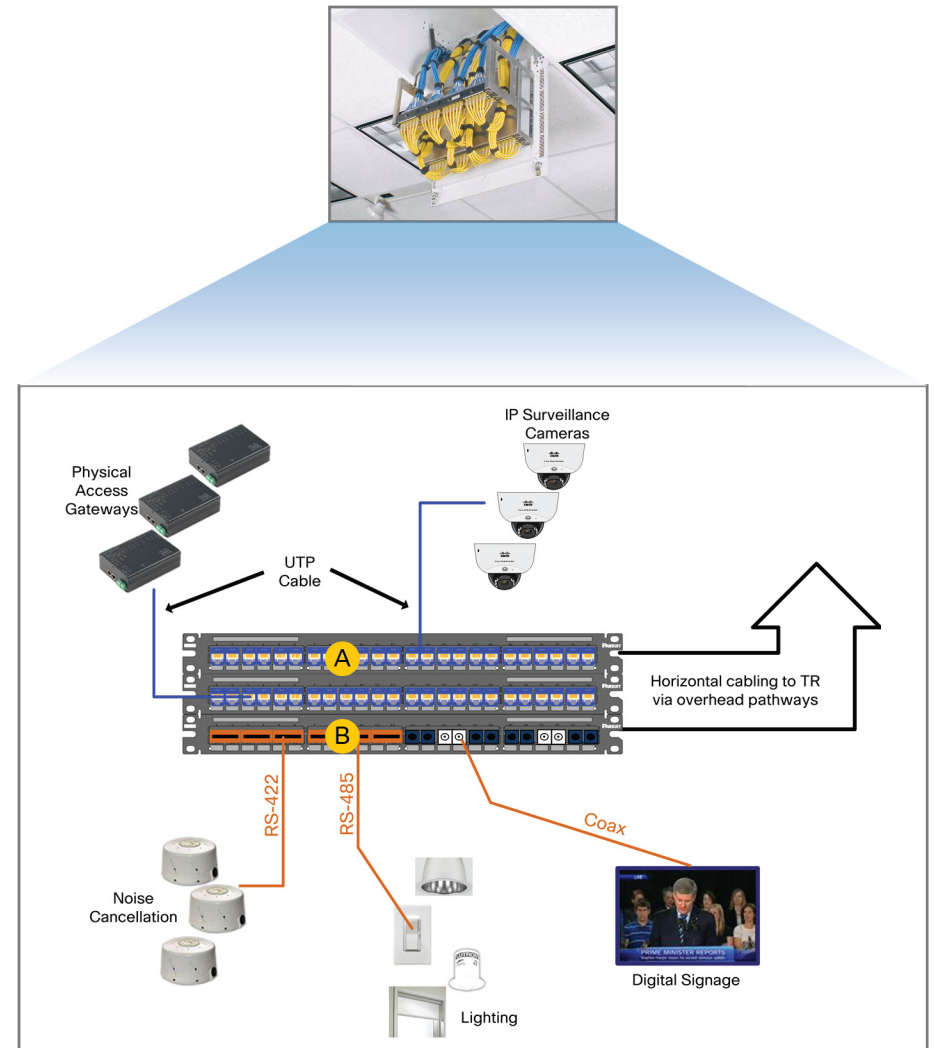 Physical
Access
Gateways
IP Surveillance
Cameras
UTP
Cable
A
Horizontal cabling to TR
via overhead pathways
B
RS-422
RS-485
Coax
Noise
Cancellation
Lighting
LIVE
PRIME MINISTER REPORTS
Digital Signage